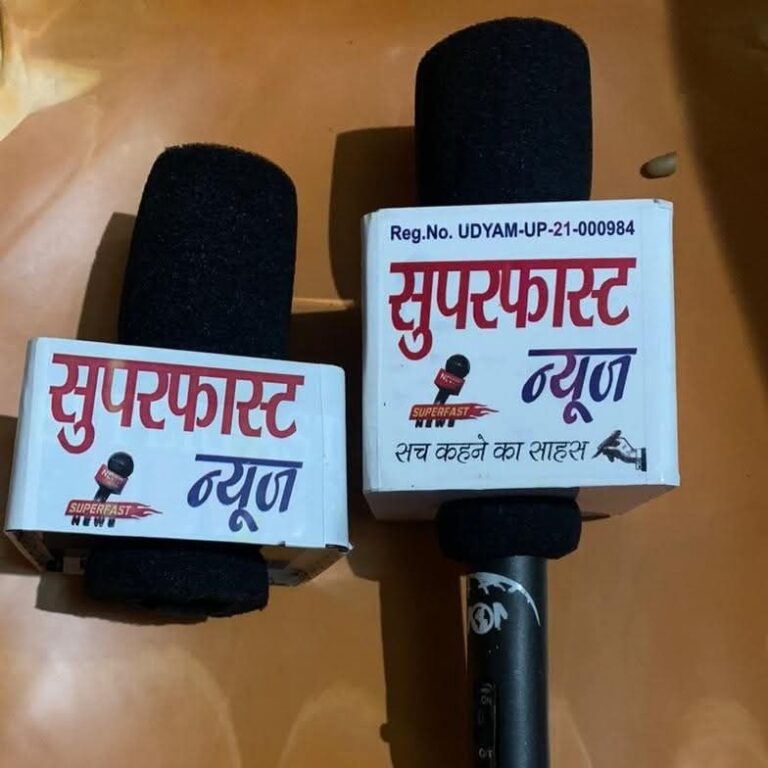 सुपरफास्ट
न्यूज
SUPERFAST
NEWS
Reg.No. UDYAM-UP-21-000984
सुपरफास्ट
न्यूज
SUPERFAST
NEWS
सच कहने का साहस